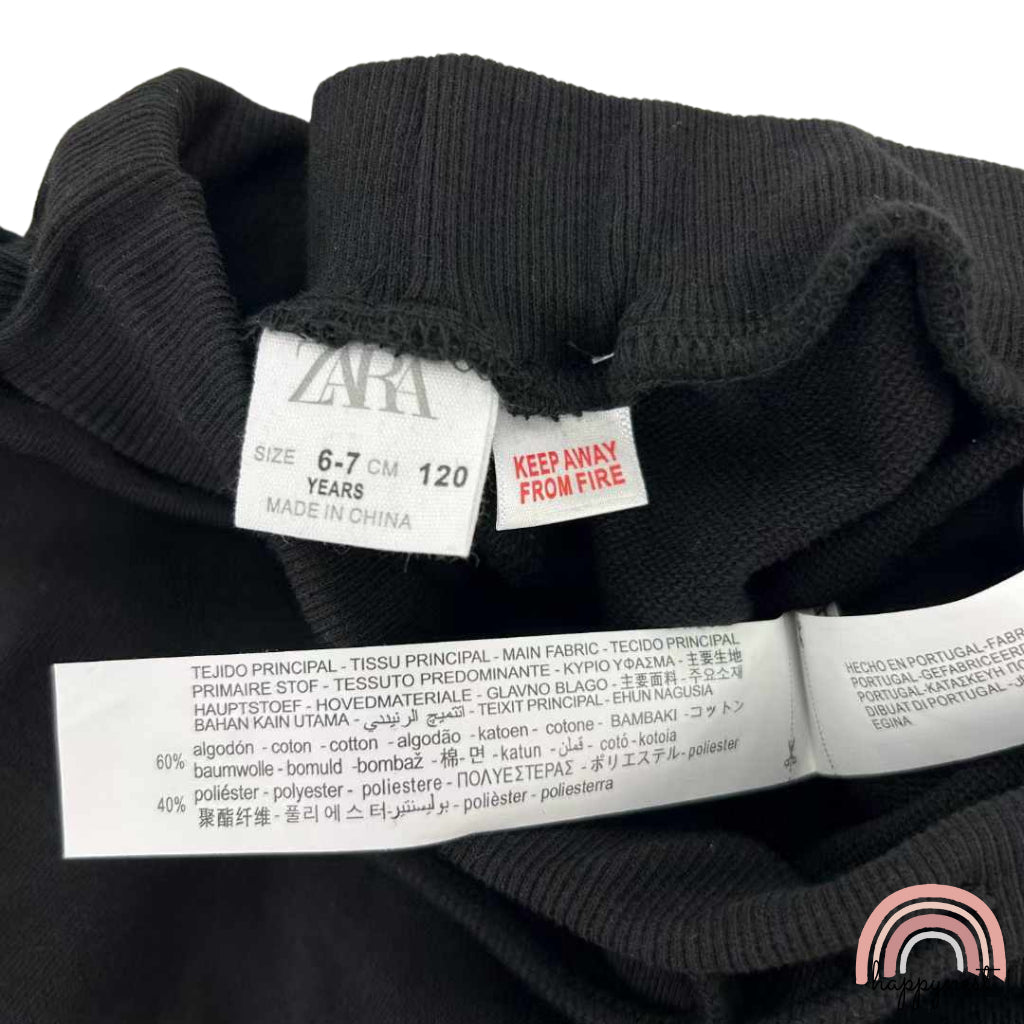 ZARA
SIZE 6-7 CM 120
YEARS
MADE IN CHINA
KEEP AWAY
FROM FIRE
TEJIDO PRINCIPAL - TISSU PRINCIPAL - MAIN FABRIC - TECIDO PRINCIPAL
PRIMAIRE STOF - TESSUTO PREDOMINANTE - ΚΥΡΙΟ ΥΦΑΣΜΑ - 主要生地
HAUPTSTOEF - HOVEDMATERIALE - GLAVNO BLAGO - 主要面料 - 주요소재
BAHAN KAIN UTAMA - TEIXIT PRINCIPAL - EHUN NAGUSIA
60% algodón - coton - cotton - algodão - katoen - cotone - BAMBAKI - コットン
baumwolle - bomuld - bombaž - 棉 - 면 - katun - قطن - cotó - kotoia
40% poliéster - polyester - poliestere - ΠΟΛΥΕΣΤΕΡΑΣ - ポリエステル - poliester
聚酯纤维 - 폴리에스터 - polièster - poliesterra
HECHO EN PORTUGAL-FABR
PORTUGAL-GEFABRICEERD
PORTUGAL-ΚΑΤΑΣΚΕΥΗ ΠΟ
DIBUAT DI PORTUGAL-
EGINA